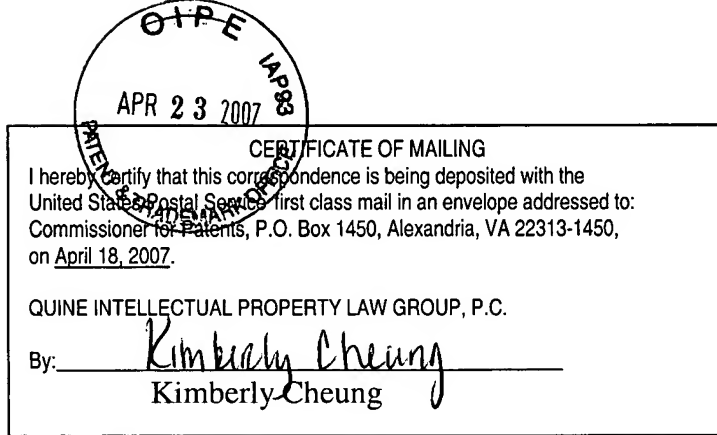 OIPE IAP83
APR 23 2007
PATENT & TRADEMARK OFFICE
CERTIFICATE OF MAILING
I hereby certify that this correspondence is being deposited with the
United States Postal Service first class mail in an envelope addressed to:
Commissioner for Patents, P.O. Box 1450, Alexandria, VA 22313-1450,
on April 18, 2007.
QUINE INTELLECTUAL PROPERTY LAW GROUP, P.C.
By: Kimberly Cheung
Kimberly Cheung